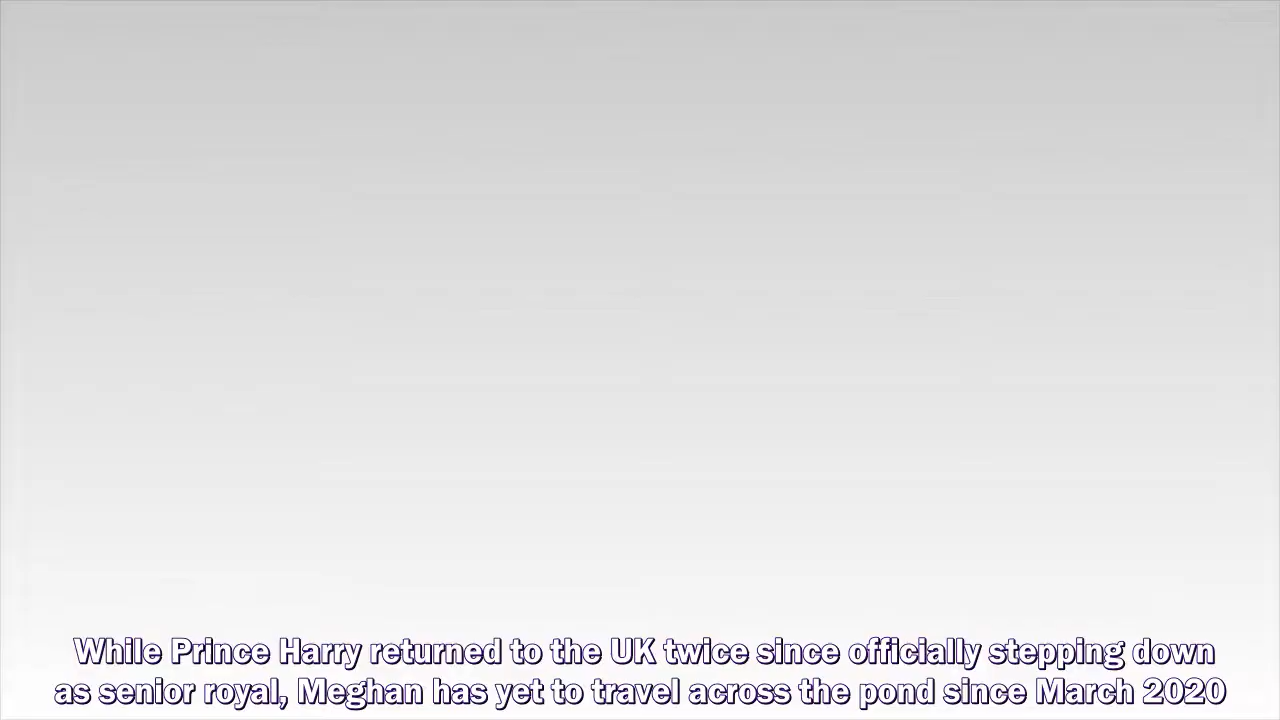 While Prince Harry returned to the UK twice since officially stepping down
as senior royal, Meghan has yet to travel across the pond since March 2020